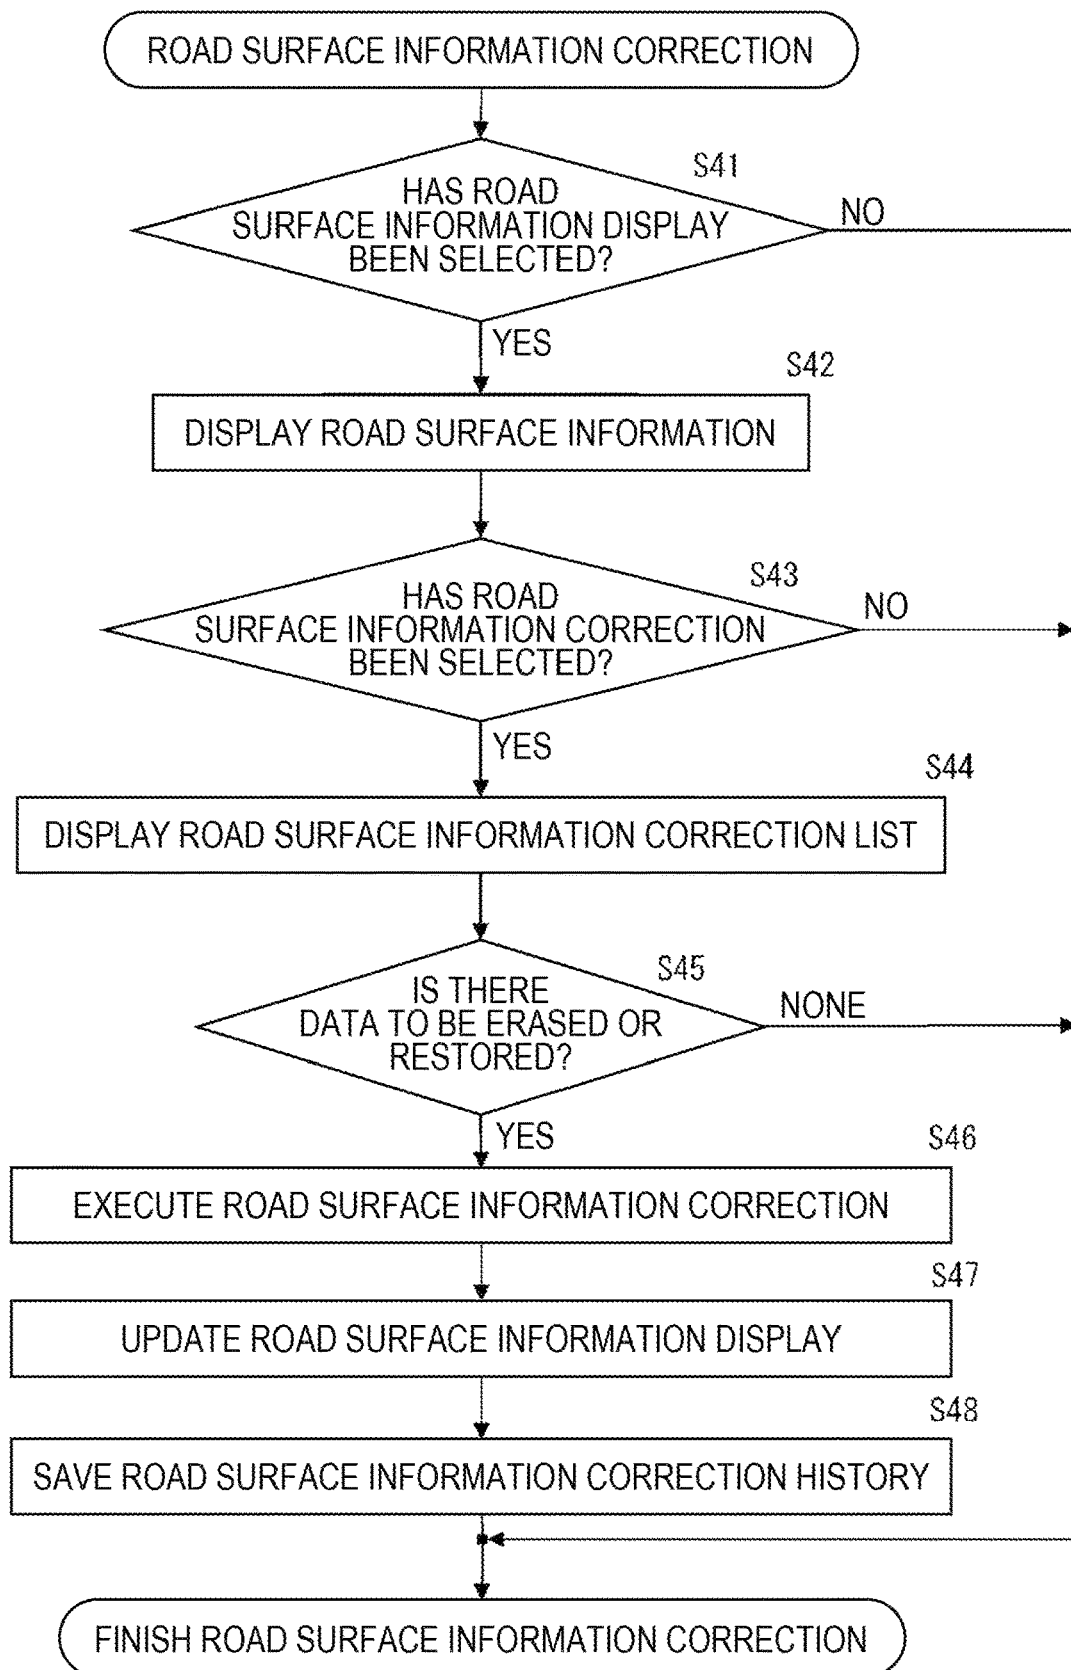 ROAD SURFACE INFORMATION CORRECTION
S41
HAS ROAD
SURFACE INFORMATION DISPLAY
BEEN SELECTED?
NO
YES
S42
DISPLAY ROAD SURFACE INFORMATION
S43
HAS ROAD
SURFACE INFORMATION CORRECTION
BEEN SELECTED?
NO
YES
S44
DISPLAY ROAD SURFACE INFORMATION CORRECTION LIST
S45
IS THERE
DATA TO BE ERASED OR
RESTORED?
NONE
YES
S46
EXECUTE ROAD SURFACE INFORMATION CORRECTION
S47
UPDATE ROAD SURFACE INFORMATION DISPLAY
S48
SAVE ROAD SURFACE INFORMATION CORRECTION HISTORY
FINISH ROAD SURFACE INFORMATION CORRECTION